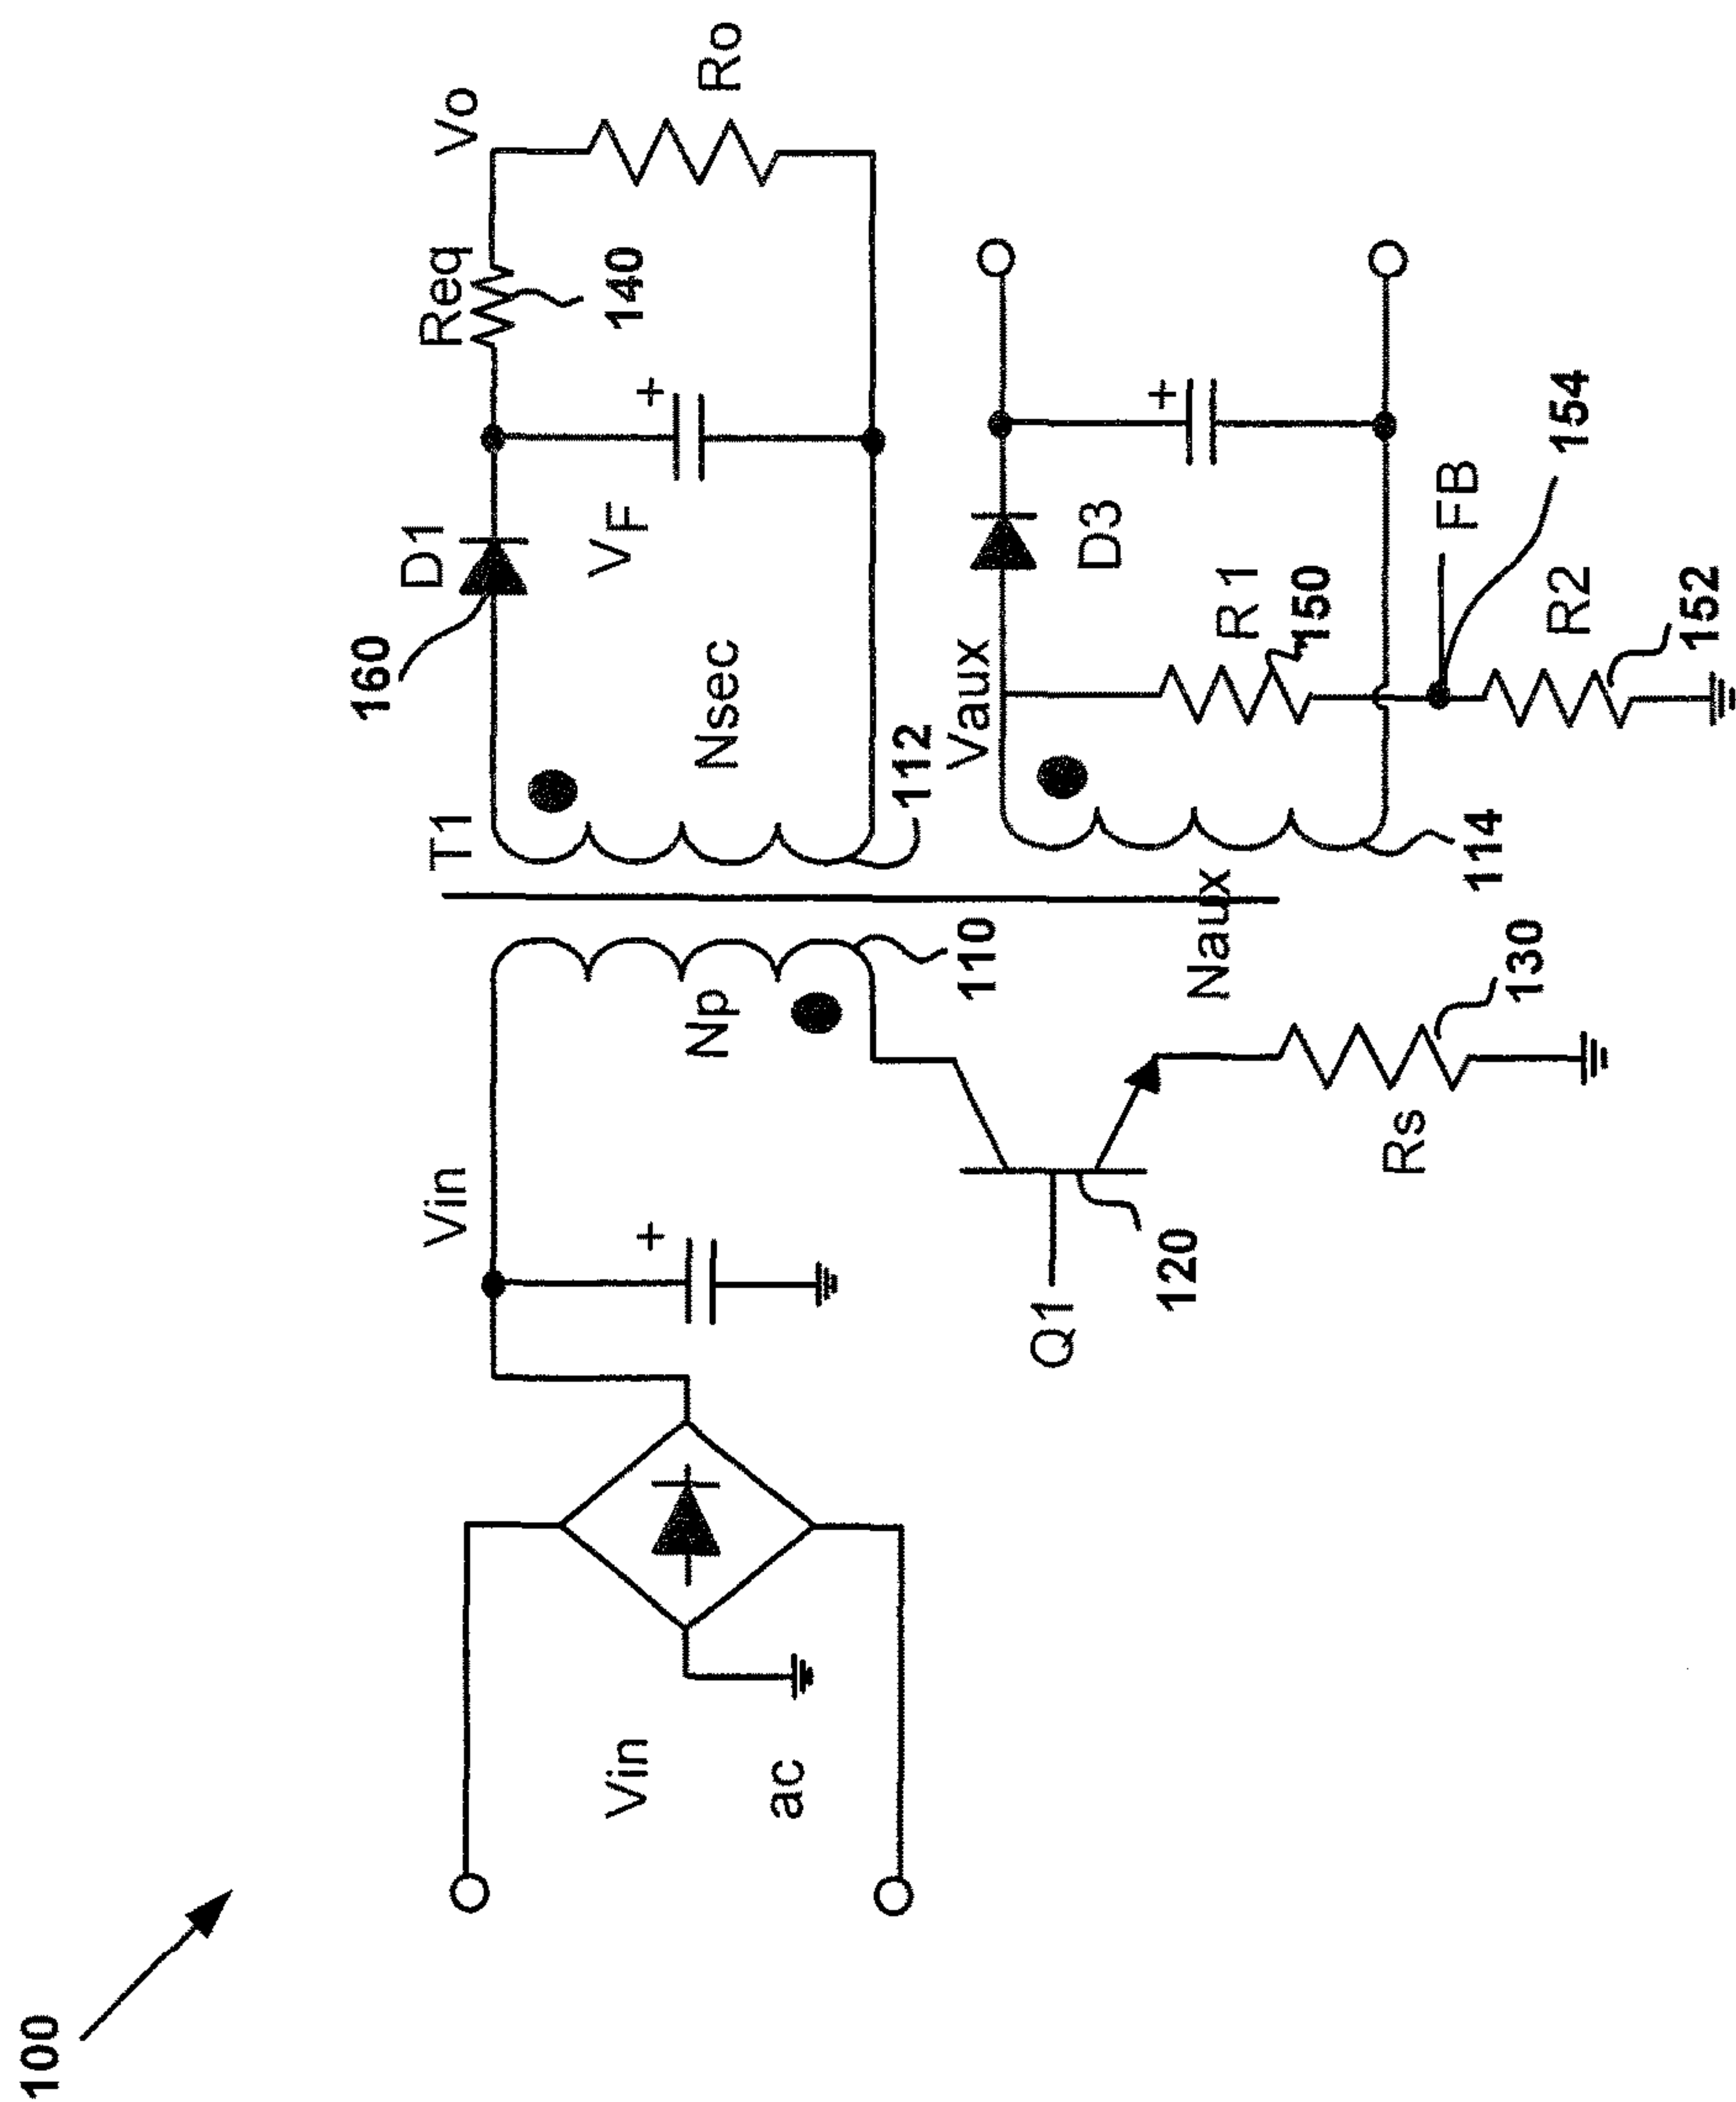 100
Vin
ac
Vin
Np
110
Q1
120
Rs
130
T1
160
D1
VF
Nsec
112
Req
140
Vo
Ro
Naux
114
Vaux
D3
R1
150
FB
154
R2
152
+
+
+